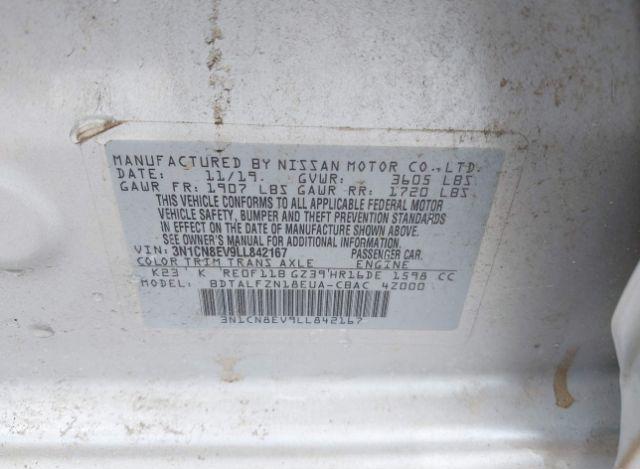 MANUFACTURED BY NISSAN MOTOR CO., LTD.
DATE: 11/19. GVWR: 3605 LBS
GAWR FR: 1907 LBS GAWR RR: 1720 LBS
THIS VEHICLE CONFORMS TO ALL APPLICABLE FEDERAL MOTOR
VEHICLE SAFETY, BUMPER AND THEFT PREVENTION STANDARDS
IN EFFECT ON THE DATE OF MANUFACTURE SHOWN ABOVE.
SEE OWNER'S MANUAL FOR ADDITIONAL INFORMATION.
VIN: 3N1CN8EV9LL842167 PASSENGER CAR.
COLOR TRIM TRANS AXLE ENGINE
K23 K RE0F11B GZ39 HR16DE 1598 CC
MODEL: BDTALFZN18EUA-CBAC 4Z000
3N1CN8EV9LL842167